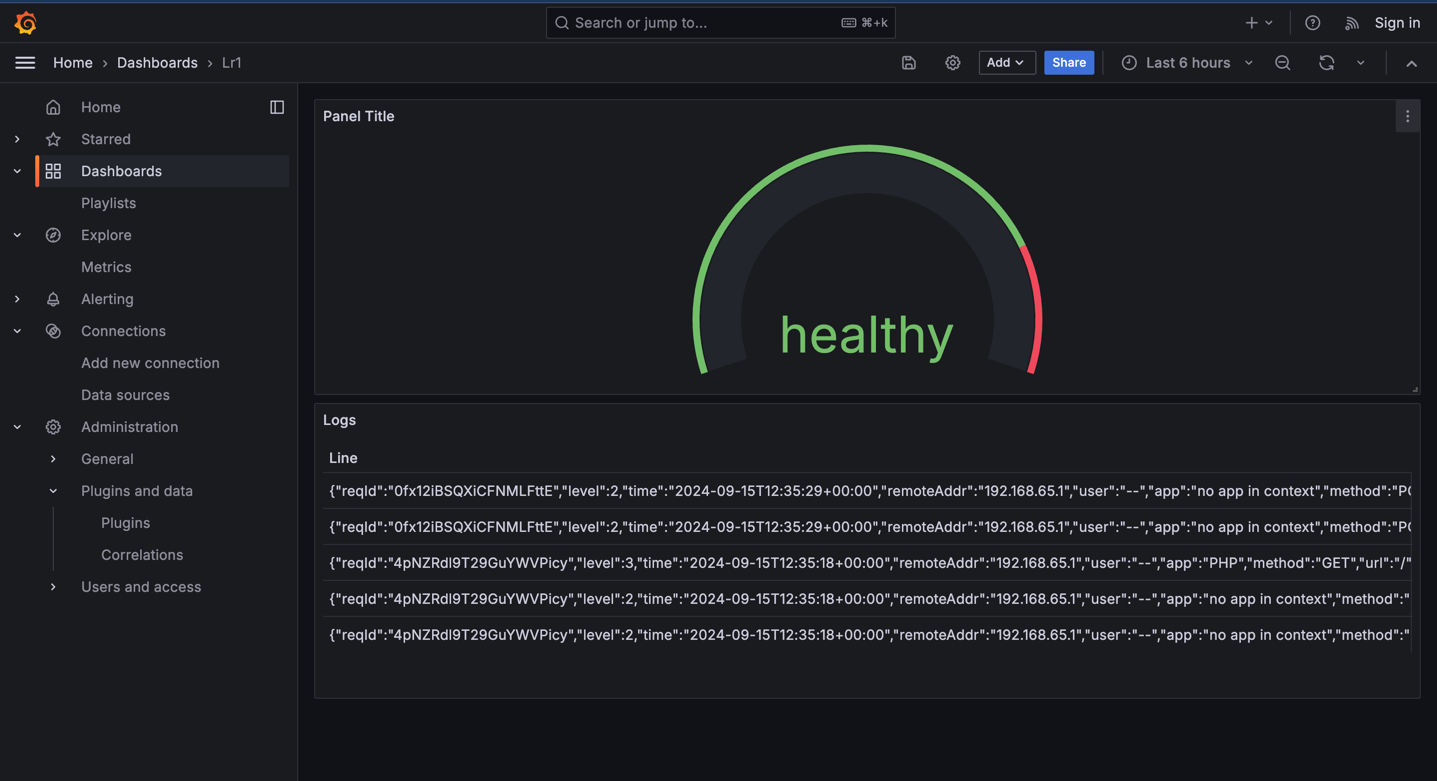 Search or jump to... ⌘+k
Sign in
Home › Dashboards › Lr1
Add
Share
Last 6 hours
Home
Starred
Dashboards
Playlists
Explore
Metrics
Alerting
Connections
Add new connection
Data sources
Administration
General
Plugins and data
Plugins
Correlations
Users and access
Panel Title
healthy
Logs
Line
{"reqId":"0fx12iBSQXiCFNMLFttE","level":2,"time":"2024-09-15T12:35:29+00:00","remoteAddr":"192.168.65.1","user":"--","app":"no app in context","method":"PO
{"reqId":"0fx12iBSQXiCFNMLFttE","level":2,"time":"2024-09-15T12:35:29+00:00","remoteAddr":"192.168.65.1","user":"--","app":"no app in context","method":"PO
{"reqId":"4pNZRdI9T29GuYWVPicy","level":3,"time":"2024-09-15T12:35:18+00:00","remoteAddr":"192.168.65.1","user":"--","app":"PHP","method":"GET","url":"/"
{"reqId":"4pNZRdI9T29GuYWVPicy","level":2,"time":"2024-09-15T12:35:18+00:00","remoteAddr":"192.168.65.1","user":"--","app":"no app in context","method":"
{"reqId":"4pNZRdI9T29GuYWVPicy","level":2,"time":"2024-09-15T12:35:18+00:00","remoteAddr":"192.168.65.1","user":"--","app":"no app in context","method":"